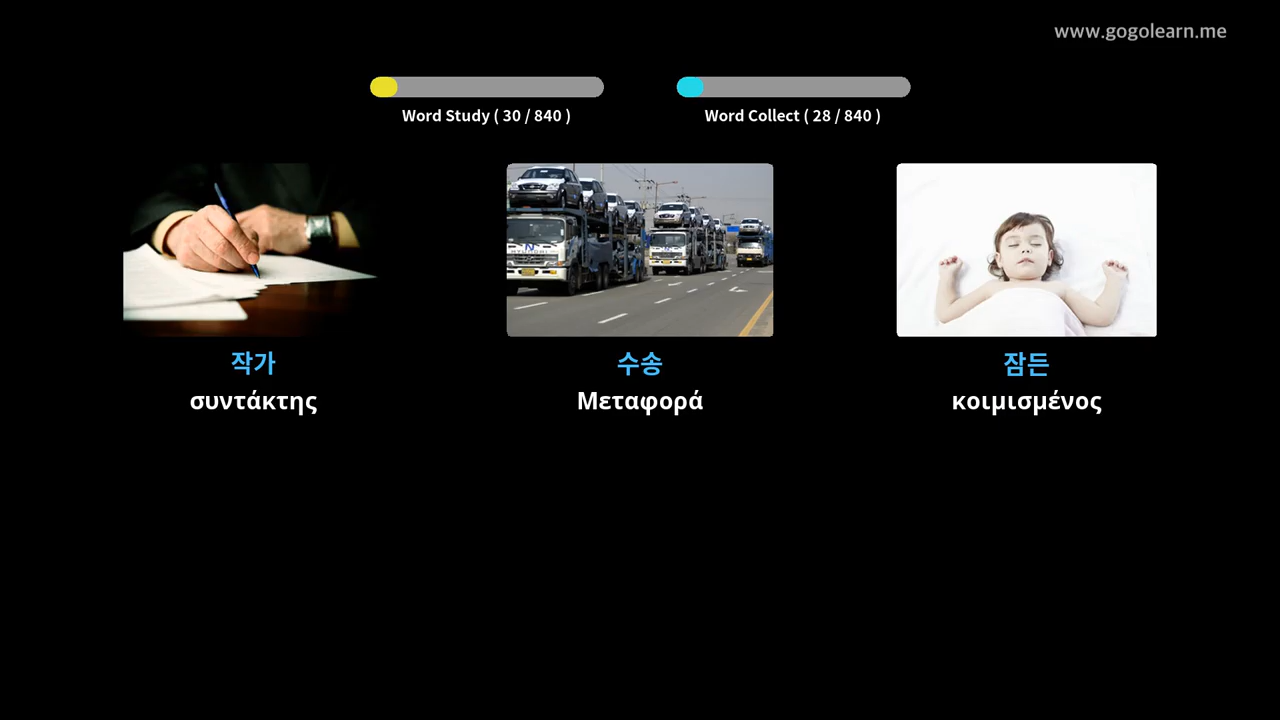 www.gogolearn.me
Word Study ( 30 / 840 )
Word Collect ( 28 / 840 )
작가
συντάκτης
수송
Μεταφορά
잠든
κοιμισμένος